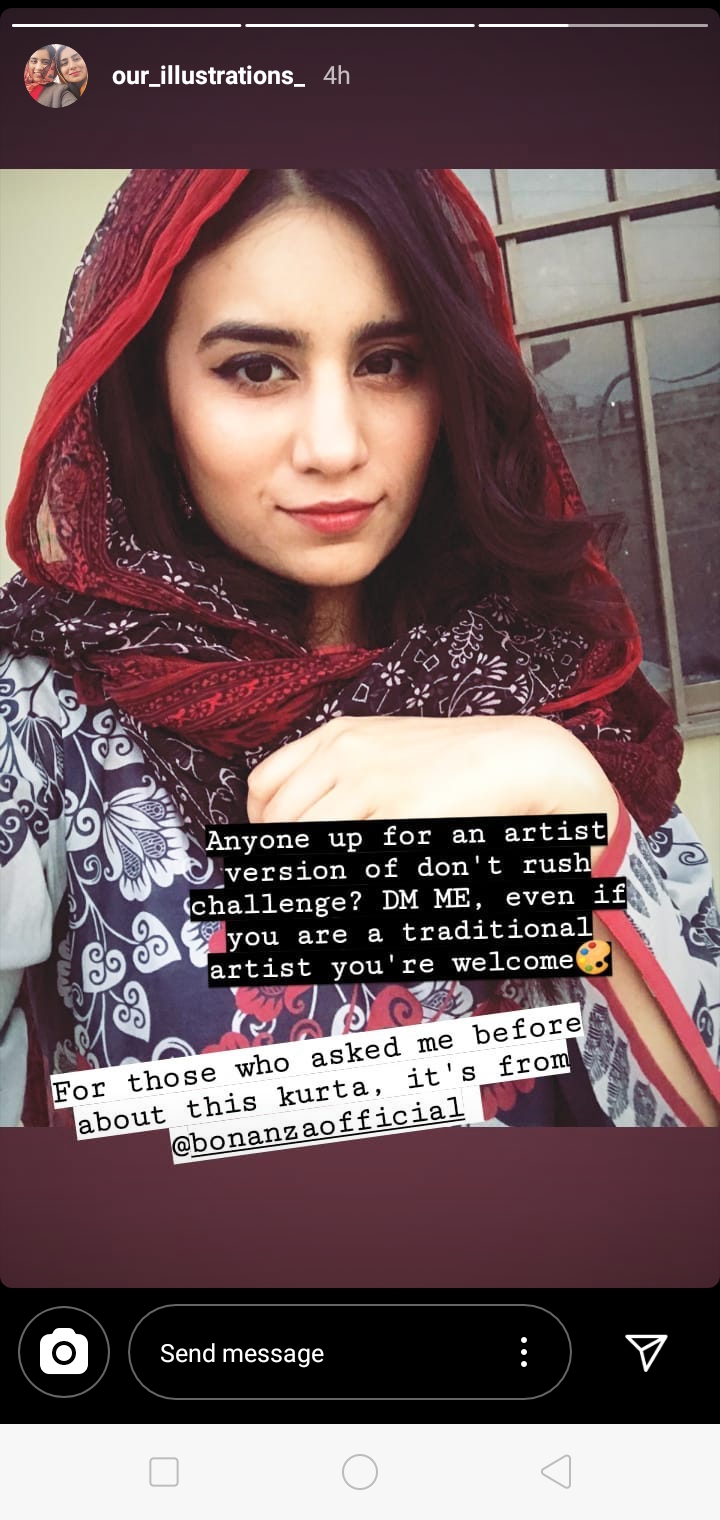 our_illustrations_ 4h
Anyone up for an artist
version of don't rush
challenge? DM ME, even if
you are a traditional
artist you're welcome🎨
For those who asked me before
about this kurta, it's from
@bonanzaofficial
Send message